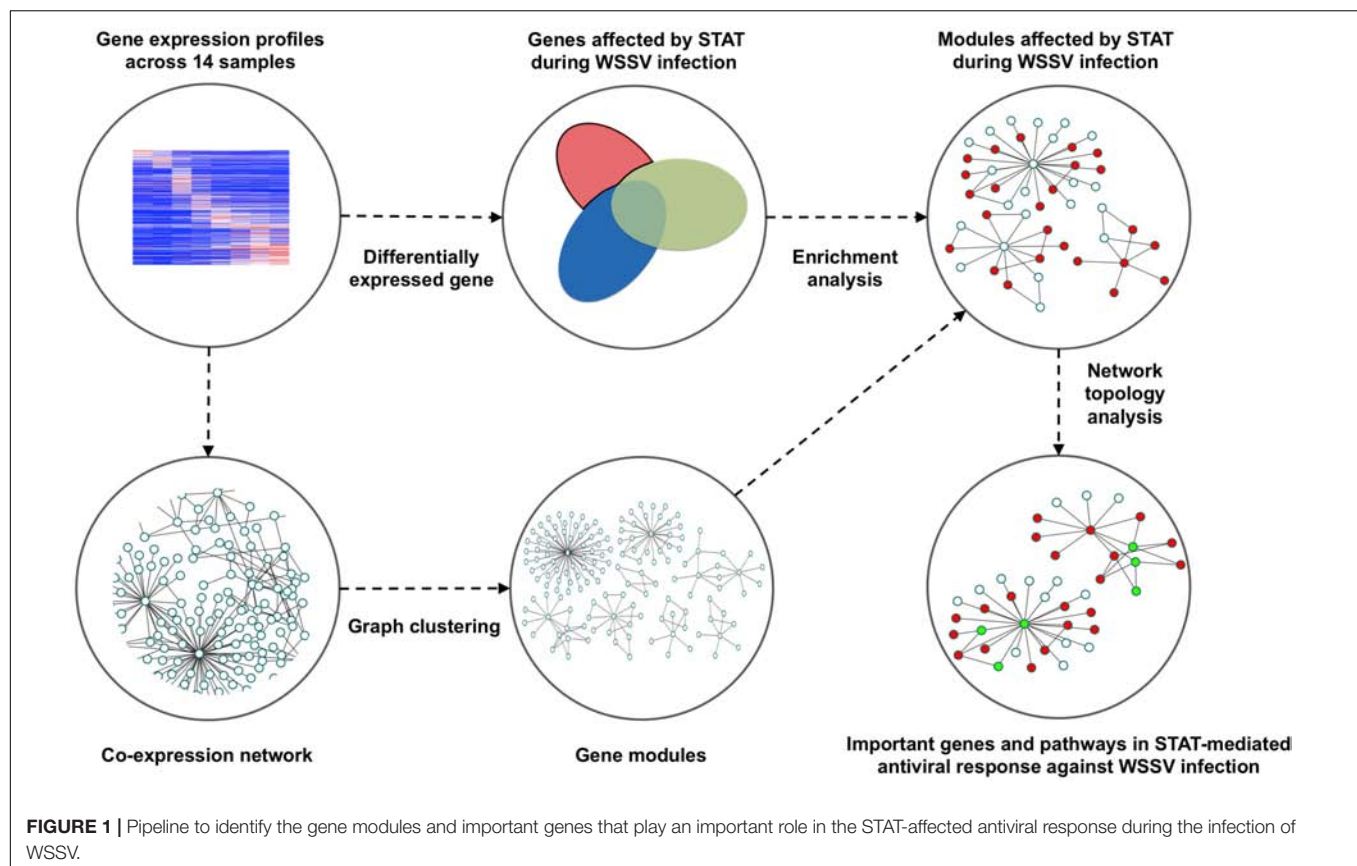 Gene expression profiles
across 14 samples
Genes affected by STAT
during WSSV infection
Modules affected by STAT
during WSSV infection
Differentially
expressed gene
Enrichment
analysis
Network
topology
analysis
Graph clustering
Co-expression network
Gene modules
Important genes and pathways in STAT-mediated
antiviral response against WSSV infection
FIGURE 1 | Pipeline to identify the gene modules and important genes that play an important role in the STAT-affected antiviral response during the infection of
WSSV.